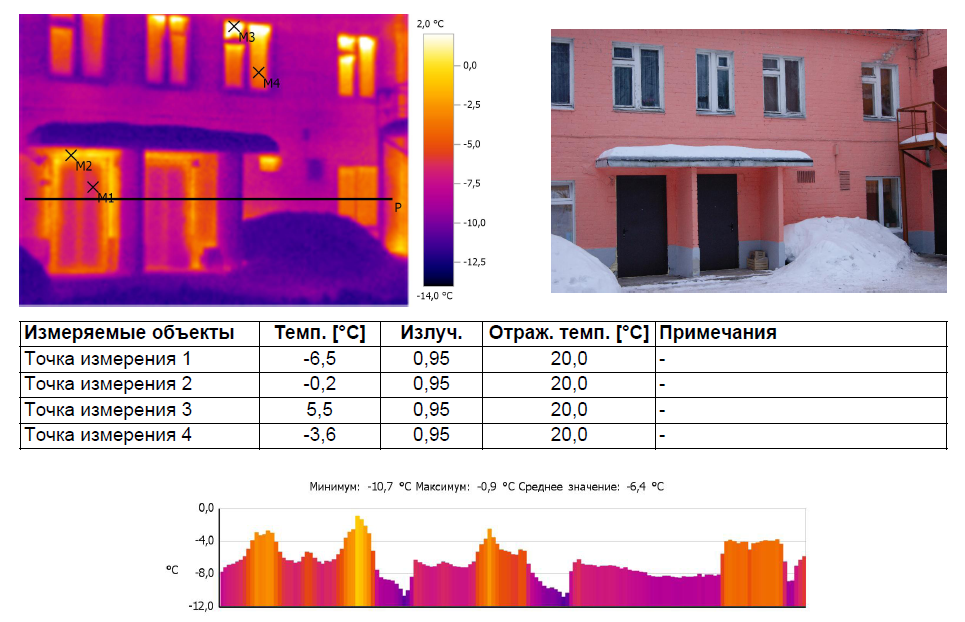 2,0 °C
M3
0,0
M4
-2,5
-5,0
M2
-7,5
M1
P
-10,0
-12,5
-14,0 °C
Измеряемые объекты Темп. [°C] Излуч. Отраж. темп. [°C] Примечания
Точка измерения 1 -6,5 0,95 20,0 -
Точка измерения 2 -0,2 0,95 20,0 -
Точка измерения 3 5,5 0,95 20,0 -
Точка измерения 4 -3,6 0,95 20,0 -
Минимум: -10,7 °C Максимум: -0,9 °C Среднее значение: -6,4 °C
0,0
-4,0
°C
-8,0
-12,0